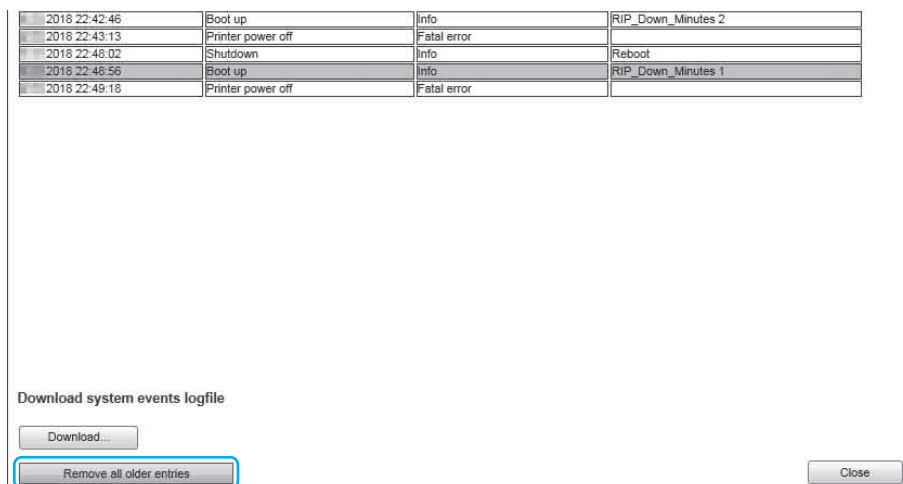 2018 22:42:46 Boot up Info RIP_Down_Minutes 2
2018 22:43:13 Printer power off Fatal error
2018 22:48:02 Shutdown Info Reboot
2018 22:48:56 Boot up Info RIP_Down_Minutes 1
2018 22:49:18 Printer power off Fatal error
Download system events logfile
Download...
Remove all older entries
Close